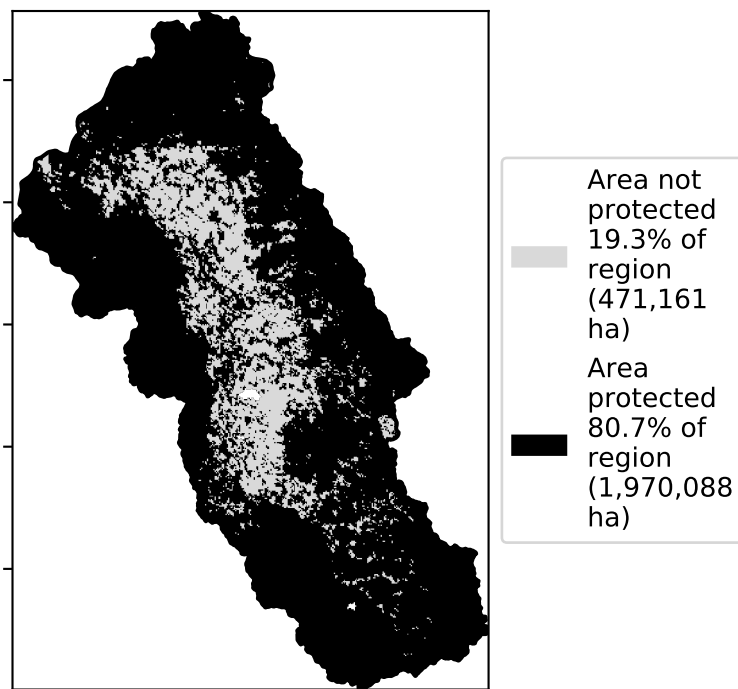 Area not
protected
19.3% of
region
(471,161
ha)
Area
protected
80.7% of
region
(1,970,088
ha)